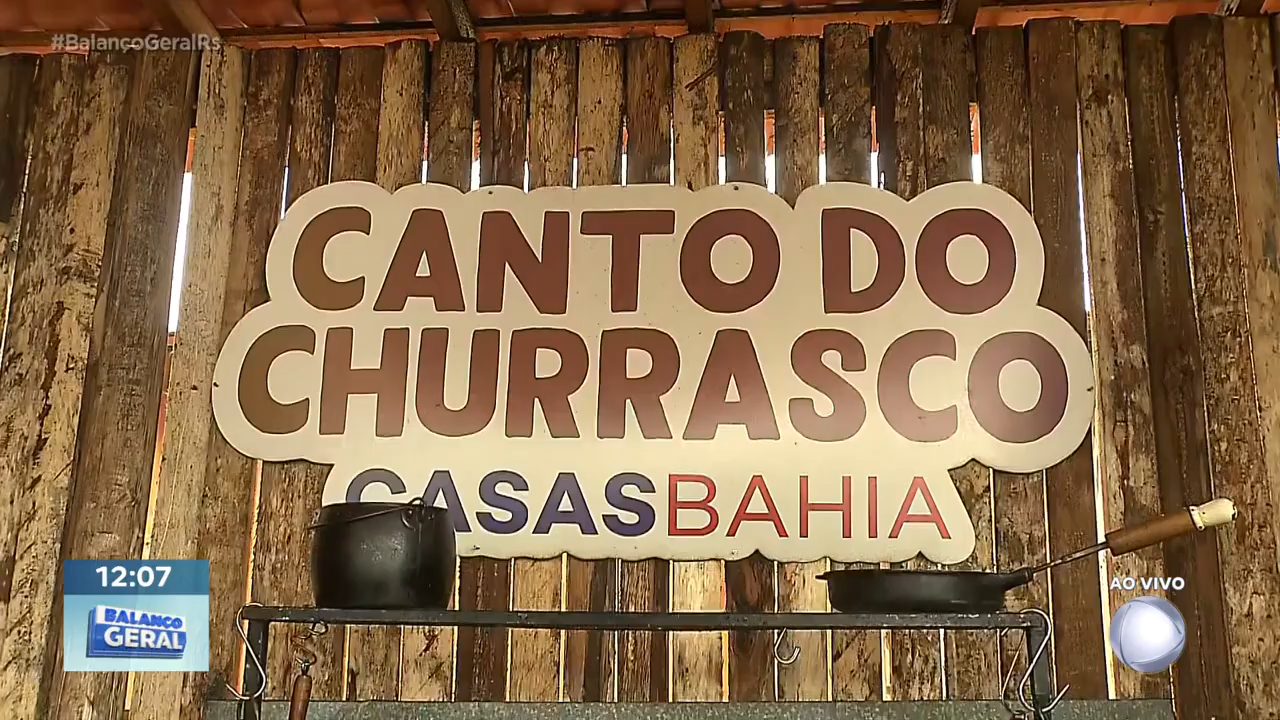 #BalançoGeralRs
CANTO DO
CHURRASCO
CASASBAHIA
12:07
BALANÇO
GERAL
AO VIVO